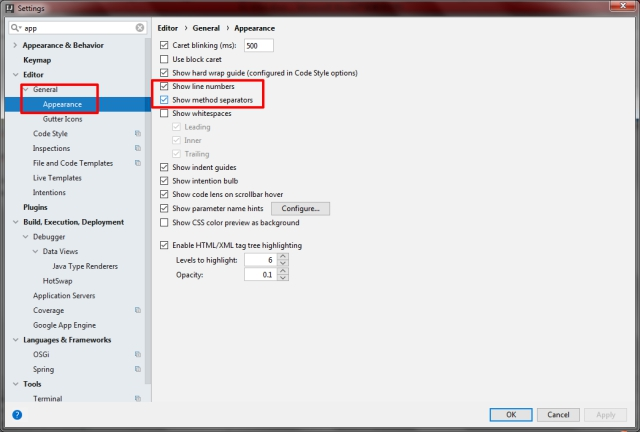 Settings
app
Appearance & Behavior
Keymap
Editor
General
Appearance
Gutter Icons
Code Style
Inspections
File and Code Templates
Live Templates
Intentions
Plugins
Build, Execution, Deployment
Debugger
Data Views
Java Type Renderers
HotSwap
Application Servers
Coverage
Google App Engine
Languages & Frameworks
OSGi
Spring
Tools
Terminal
Editor › General › Appearance
Caret blinking (ms): 500
Use block caret
Show hard wrap guide (configured in Code Style options)
Show line numbers
Show method separators
Show whitespaces
Leading
Inner
Trailing
Show indent guides
Show intention bulb
Show code lens on scrollbar hover
Show parameter name hints Configure...
Show CSS color preview as background
Enable HTML/XML tag tree highlighting
Levels to highlight: 6
Opacity: 0.1
? OK Cancel Apply